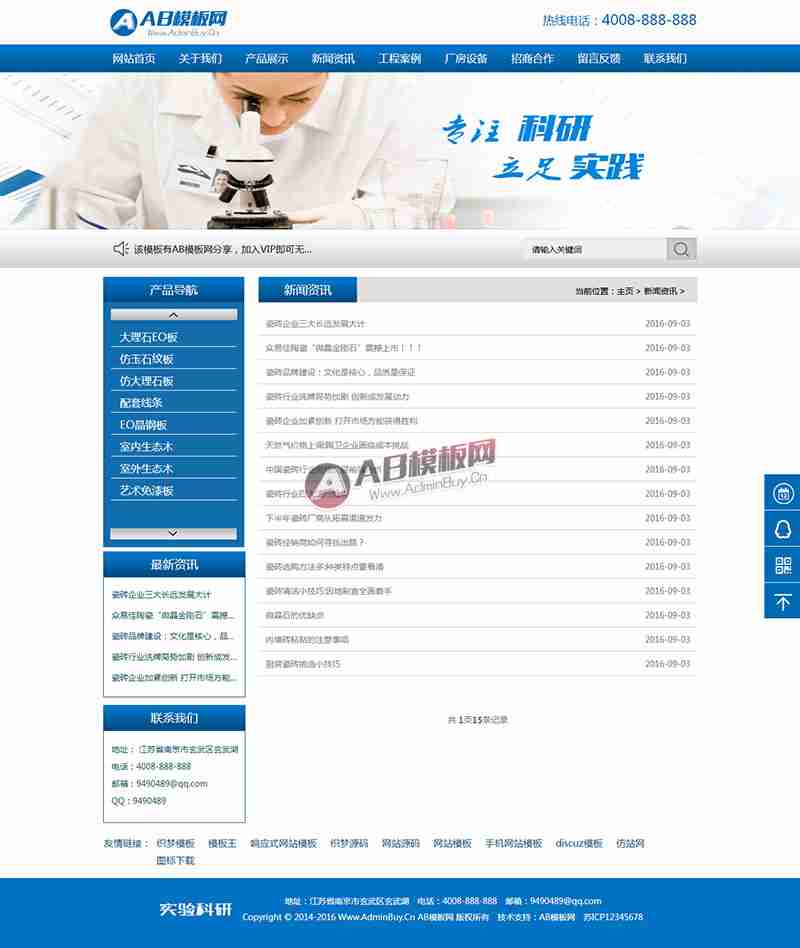 AB模板网
Www.AdminBuy.Cn
热线电话：4008-888-888
网站首页 关于我们 产品展示 新闻资讯 工程案例 厂房设备 招商合作 留言反馈 联系我们
专注 科研
立足 实践
该模板有AB模板网分享，加入VIP即可无...
请输入关键词
产品导航
大理石EO板
仿玉石纹板
仿大理石板
配套线条
EO晶钢板
室内生态木
室外生态木
艺术免漆板
最新资讯
瓷砖企业三大长远发展大计
众易佳陶瓷“微晶金刚石”震撼...
瓷砖品牌建设：文化是核心，品...
瓷砖行业洗牌局势加剧 创新成发...
瓷砖企业加紧创新 打开市场方能...
联系我们
地址： 江苏省南京市玄武区玄武湖
电话：4008-888-888
邮箱：9490489@qq.com
QQ：9490489
新闻资讯
当前位置：主页 > 新闻资讯 >
瓷砖企业三大长远发展大计 2016-09-03
众易佳陶瓷“微晶金刚石”震撼上市！！！ 2016-09-03
瓷砖品牌建设：文化是核心，品质是保证 2016-09-03
瓷砖行业洗牌局势加剧 创新成发展动力 2016-09-03
瓷砖企业加紧创新 打开市场方能获得胜利 2016-09-03
天然气价格上调 陶卫企业面临成本挑战 2016-09-03
中国瓷砖行业 2016-09-03
瓷砖行业 2016-09-03
下半年瓷砖厂商从拓幕渠道发力 2016-09-03
瓷砖经销商如何寻找出路？ 2016-09-03
瓷砖选购方法多 种类特点要看清 2016-09-03
瓷砖清洁小技巧 因地制宜全面着手 2016-09-03
微晶石的优缺点 2016-09-03
内墙砖粘贴的注意事项 2016-09-03
厨房瓷砖挑选小技巧 2016-09-03
AB模板网
Www.AdminBuy.Cn
共 1页15条记录
友情链接： 织梦模板 模板王 响应式网站模板 织梦源码 网站源码 网站模板 手机网站模板 discuz模板 仿站网
图标下载
实验科研
地址：江苏省南京市玄武区玄武湖 电话：4008-888-888 邮箱：9490489@qq.com
Copyright © 2014-2016 Www.AdminBuy.Cn AB模板网 版权所有 技术支持：AB模板网 苏ICP12345678